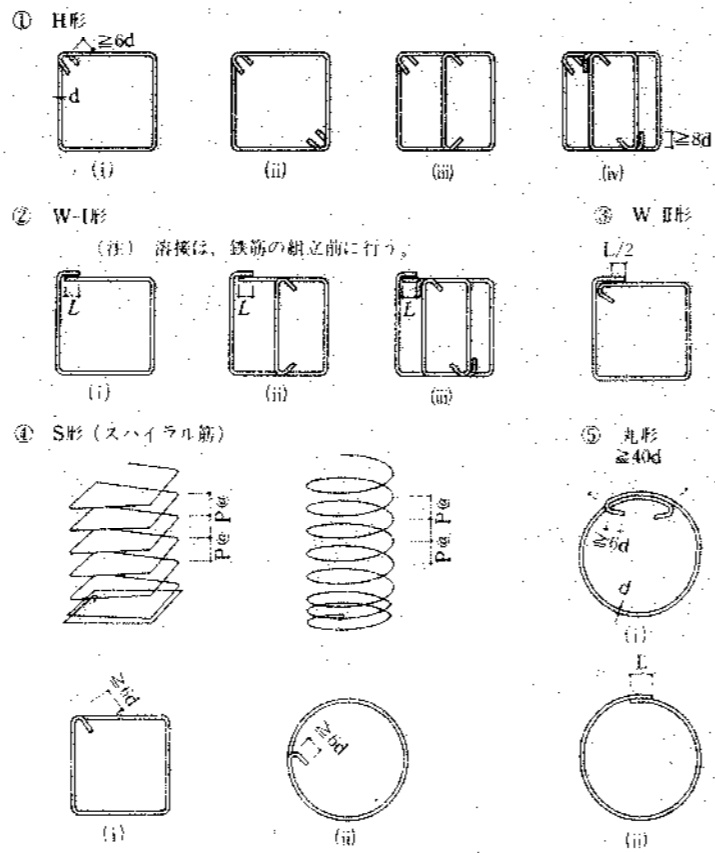 ① H形
≧6d
d
≧8d
(i) (ii) (iii) (iv)
② W-I形 ③ W-II形
(注) 溶接は、鉄筋の組立前に行う。
L/2
L L L
(i) (ii) (iii)
④ S形(スパイラル筋) ⑤ 丸形
≧40d
P@
P@
P@
P@
≧6d
d
(i)
L
≧6d
≧6d
(i) (ii) (ii)